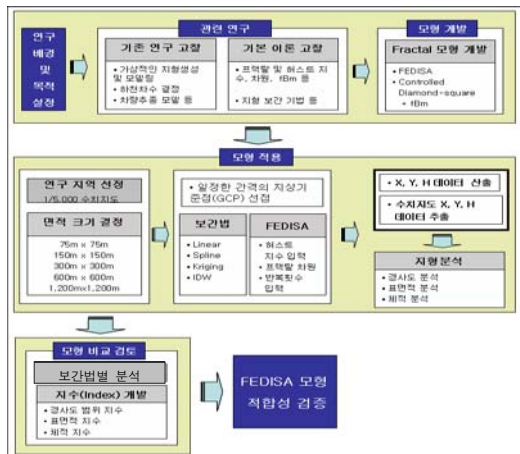 연구
배경
및
목적
설정
관련 연구
기존 연구 고찰
• 가상적인 지형생성
및 모델링
• 하천차수 결정
• 차량추종 모델 등
기본 이론 고찰
• 프랙탈 및 허스트 지
수, 차원, fBm 등
• 지형 보간 기법 등
모형 개발
Fractal 모형 개발
• FEDISA
• Controlled
Diamond-square
+ fBm
모형 적용
연구 지역 선정
1/5,000 수치지도
면적 크기 결정
75m x 75m
150m x 150m
300m x 300m
600m x 600m
1,200mx1,200m
• 일정한 간격의 지상기
준점(GCP) 선점
보간법
• Linear
• Spline
• Kriging
• IDW
FEDISA
• 허스트
지수 입력
• 프랙탈 차원
• 반복횟수
입력
• X, Y, H 데이터 산출
• 수치지도 X, Y, H
데이터 추출
지형분석
• 경사도 분석
• 표면적 분석
• 체적 분석
모형 비교 검토
보간법별 분석
지수(Index) 개발
• 경사도 범위 지수
• 표면적 지수
• 체적 지수
FEDISA 모형
적합성 검증